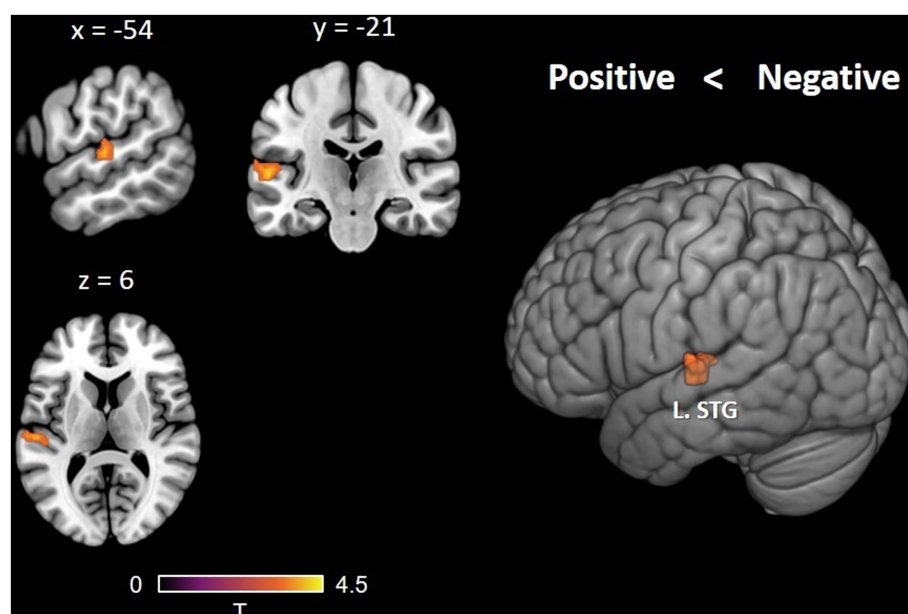 x = -54
y = -21
Positive < Negative
z = 6
L. STG
0 4.5
T